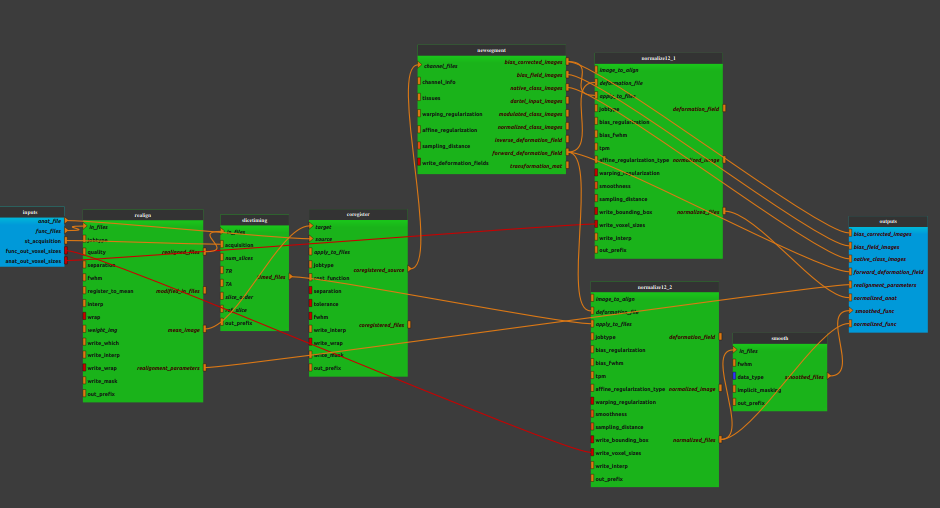 inputs
anat_file
func_files
st_acquisition
func_out_voxel_sizes
anat_out_voxel_sizes
realign
in_files
jobtype
quality
separation
fwhm
register_to_mean
interp
wrap
weight_img
write_which
write_interp
write_wrap
write_mask
out_prefix
realigned_files
modified_in_files
mean_image
realignment_parameters
slicetiming
in_files
acquisition
num_slices
TR
TA
slice_order
ref_slice
out_prefix
timed_files
coregister
target
source
apply_to_files
jobtype
cost_function
separation
tolerance
fwhm
write_interp
write_wrap
write_mask
out_prefix
coregistered_source
coregistered_files
newsegment
channel_files
channel_info
tissues
warping_regularization
affine_regularization
sampling_distance
write_deformation_fields
bias_corrected_images
bias_field_images
native_class_images
dartel_input_images
modulated_class_images
normalized_class_images
inverse_deformation_field
forward_deformation_field
transformation_mat
normalize12_1
image_to_align
deformation_file
apply_to_files
jobtype
bias_regularization
bias_fwhm
tpm
affine_regularization_type
warping_regularization
smoothness
sampling_distance
write_bounding_box
write_voxel_sizes
write_interp
out_prefix
deformation_field
normalized_image
normalized_files
normalize12_2
image_to_align
deformation_file
apply_to_files
jobtype
bias_regularization
bias_fwhm
tpm
affine_regularization_type
warping_regularization
smoothness
sampling_distance
write_bounding_box
write_voxel_sizes
write_interp
out_prefix
deformation_field
normalized_image
normalized_files
smooth
in_files
fwhm
data_type
implicit_masking
out_prefix
smoothed_files
outputs
bias_corrected_images
bias_field_images
native_class_images
forward_deformation_field
realignment_parameters
normalized_anat
smoothed_func
normalized_func